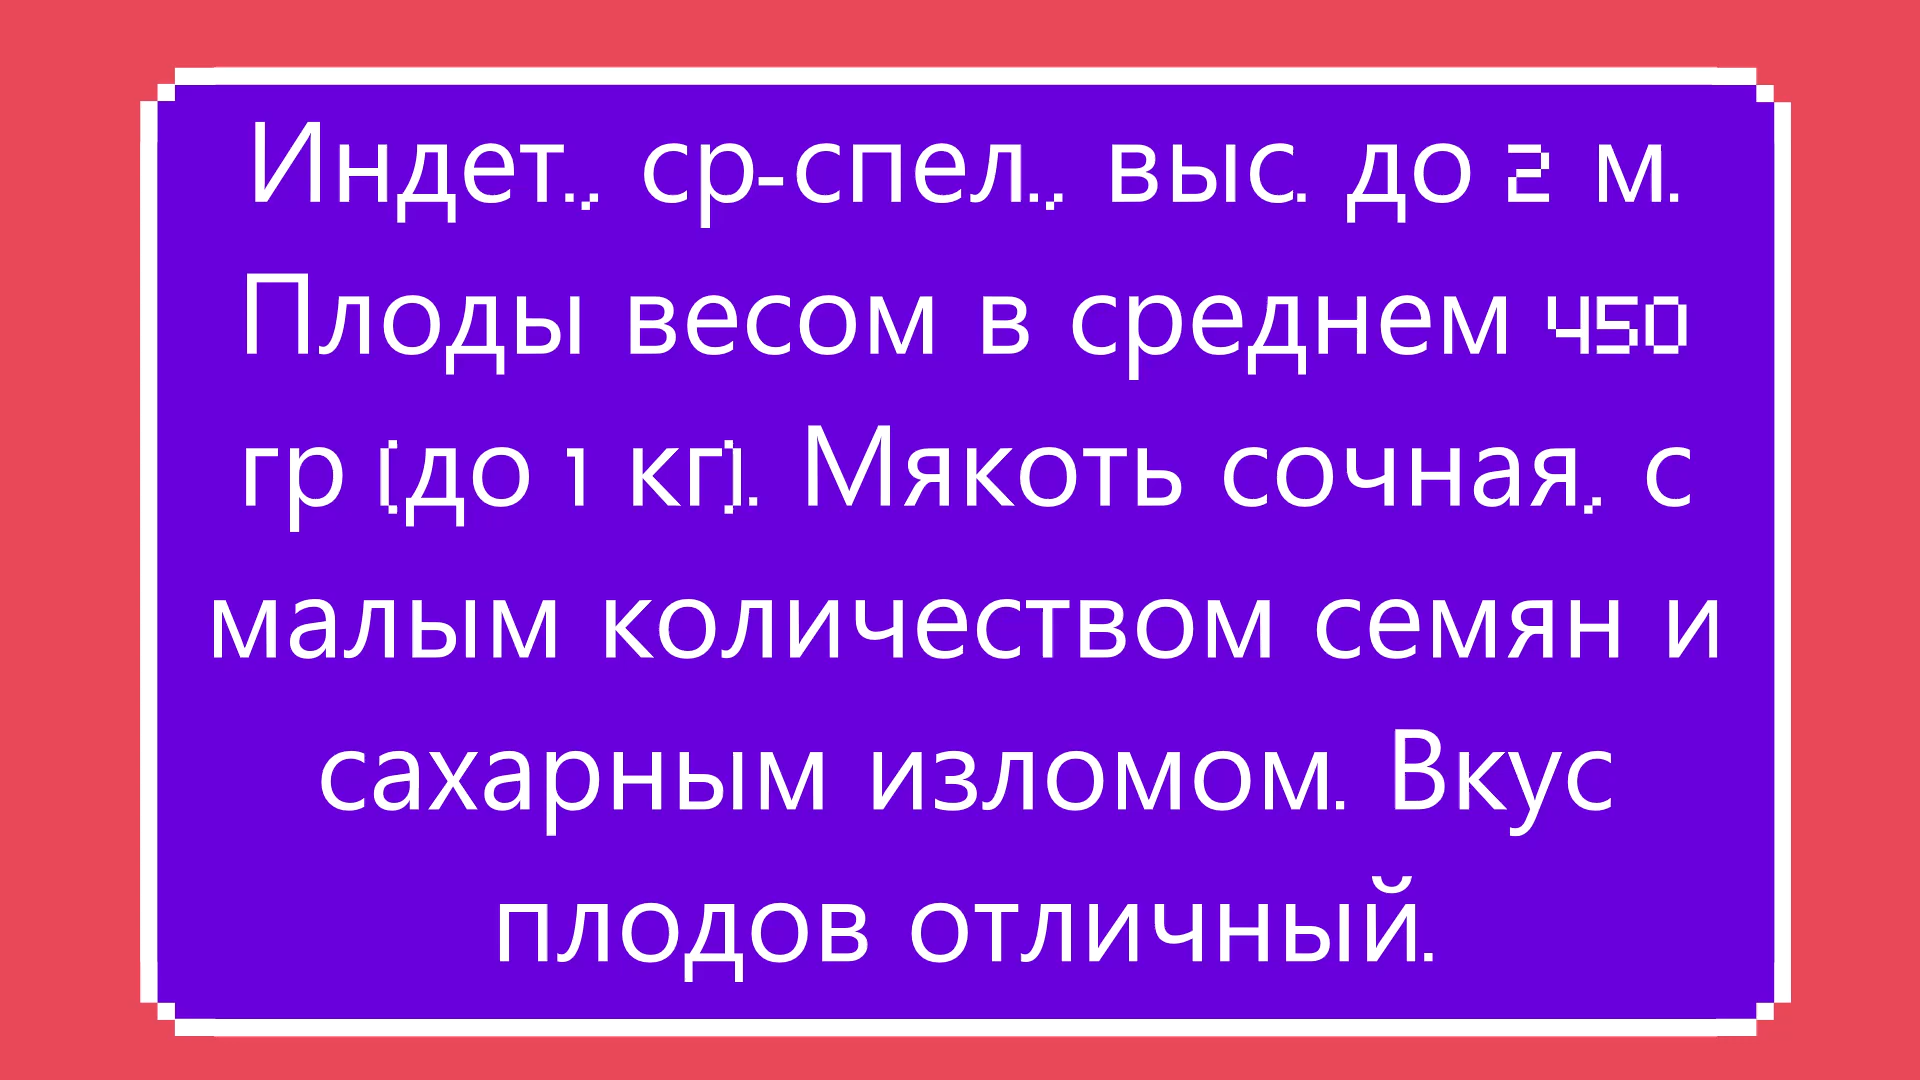 Индет., ср-спел., выс. до 2 м.
Плоды весом в среднем 450
гр (до 1 кг). Мякоть сочная, с
малым количеством семян и
сахарным изломом. Вкус
плодов отличный.